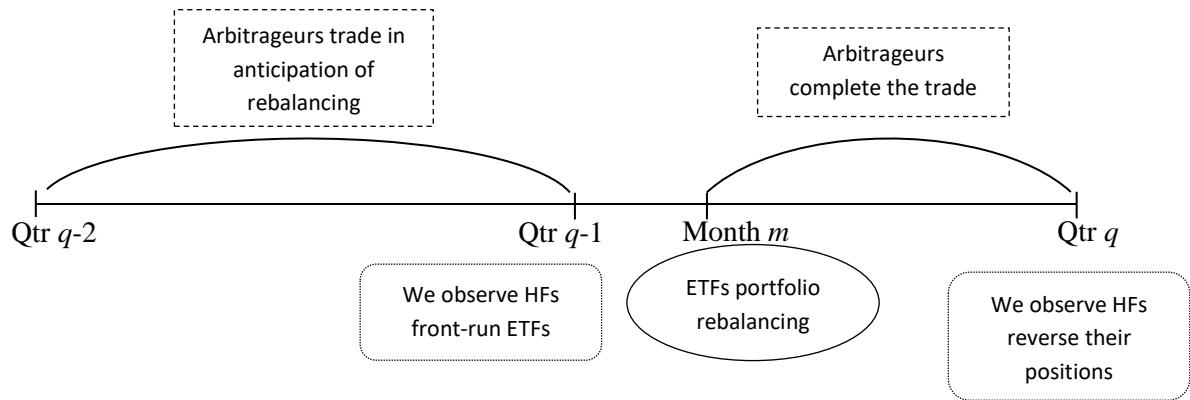 Arbitrageurs trade in
anticipation of
rebalancing
Arbitrageurs
complete the trade
Qtr q-2
Qtr q-1
Month m
Qtr q
We observe HFs
front-run ETFs
ETFs portfolio
rebalancing
We observe HFs
reverse their
positions